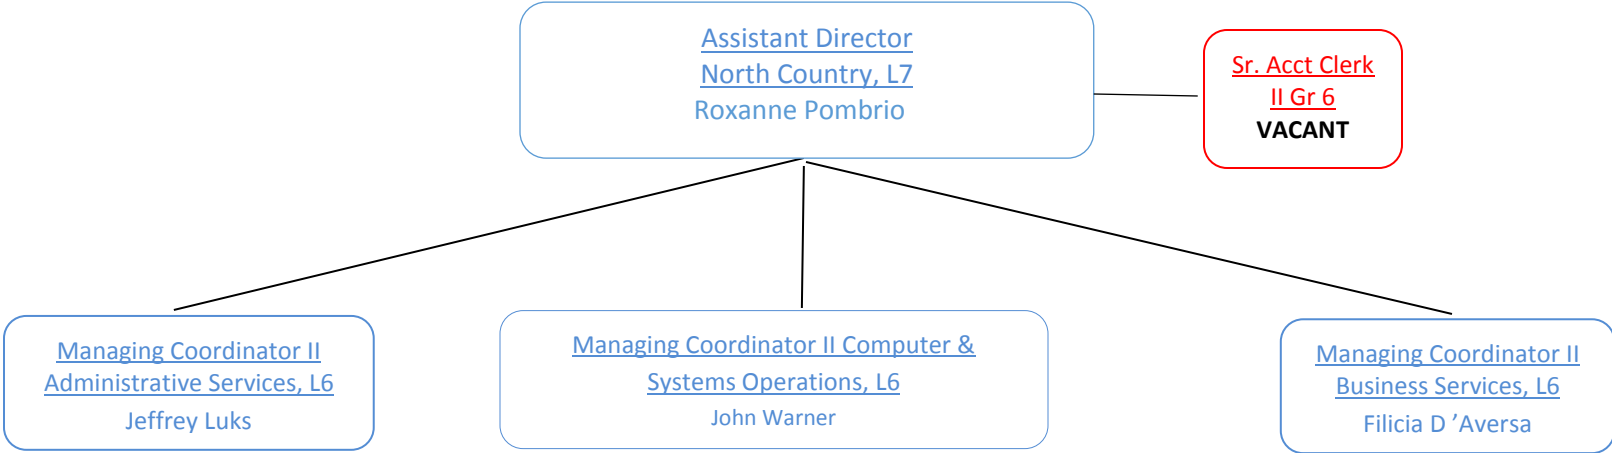 Assistant Director
North Country, L7
Roxanne Pombrio
Sr. Acct Clerk
II Gr 6
VACANT
Managing Coordinator II
Administrative Services, L6
Jeffrey Luks
Managing Coordinator II Computer &
Systems Operations, L6
John Warner
Managing Coordinator II
Business Services, L6
Filicia D ’Aversa